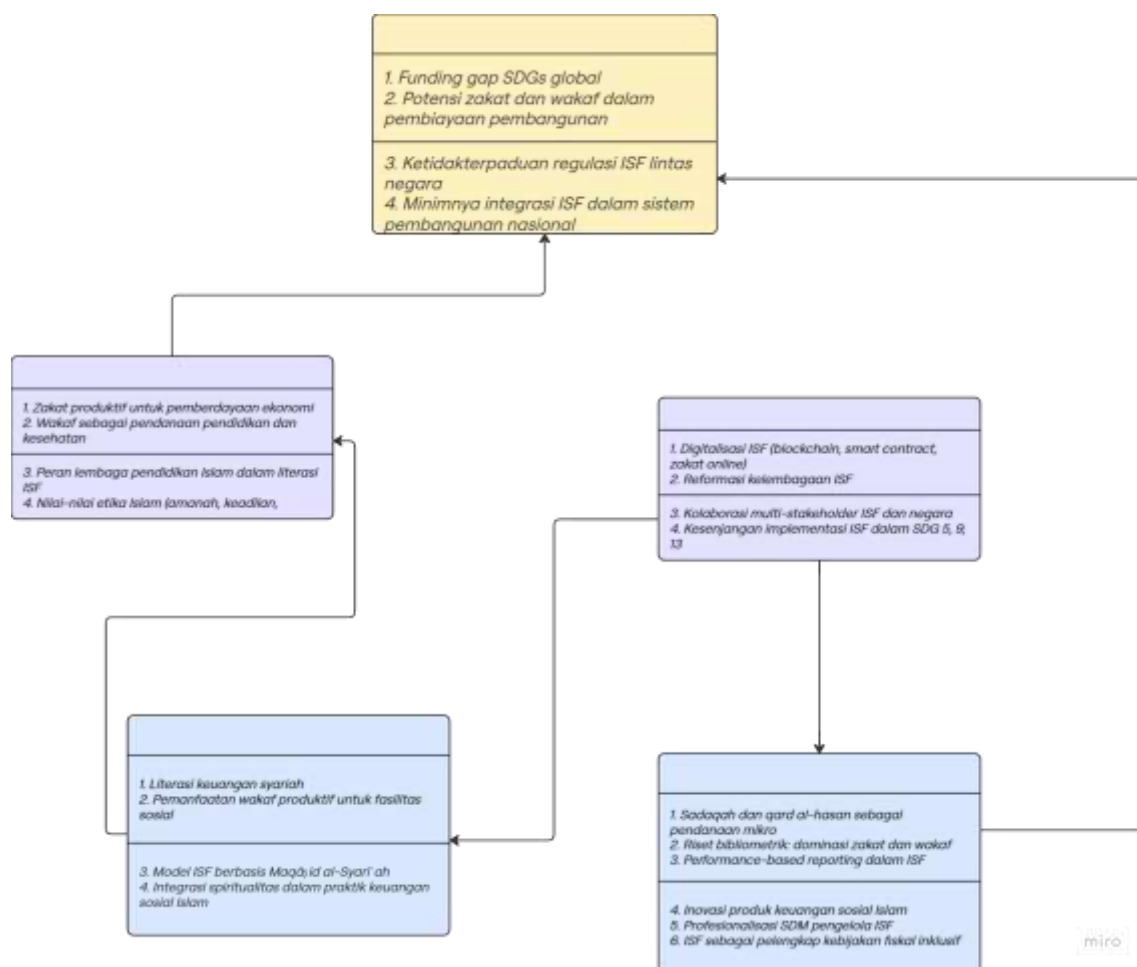 1. Funding gap SDGs global
2. Potensi zakat dan wakaf dalam
pembiayaan pembangunan
3. Ketidakterpaduan regulasi ISF lintas
negara
4. Minimnya integrasi ISF dalam sistem
pembangunan nasional
1. Zakat produktif untuk pemberdayaan ekonomi
2. Wakaf sebagai pendanaan pendidikan dan
kesehatan
3. Peran lembaga pendidikan Islam dalam literasi
ISF
4. Nilai-nilai etika Islam (amanah, keadilan,
1. Digitalisasi ISF (blockchain, smart contract,
zakat online)
2. Reformasi kelembagaan ISF
3. Kolaborasi multi-stakeholder ISF dan negara
4. Kesenjangan implementasi ISF dalam SDG 5, 9,
13
1. Literasi keuangan syariah
2. Pemanfaatan wakaf produktif untuk fasilitas
sosial
3. Model ISF berbasis al-Syarī'ah
4. Integrasi spiritualitas dalam praktik keuangan
sosial Islam
1. Sadaqah dan qard al-hasan sebagai
pendanaan mikro
2. Riset bibliometrik: dominasi zakat dan wakaf
3. Performance-based reporting dalam ISF
4. Inovasi produk keuangan sosial Islam
5. Profesionalisasi SDM pengelola ISF
6. ISF sebagai pelengkap kebijakan fiskal inklusif
miro